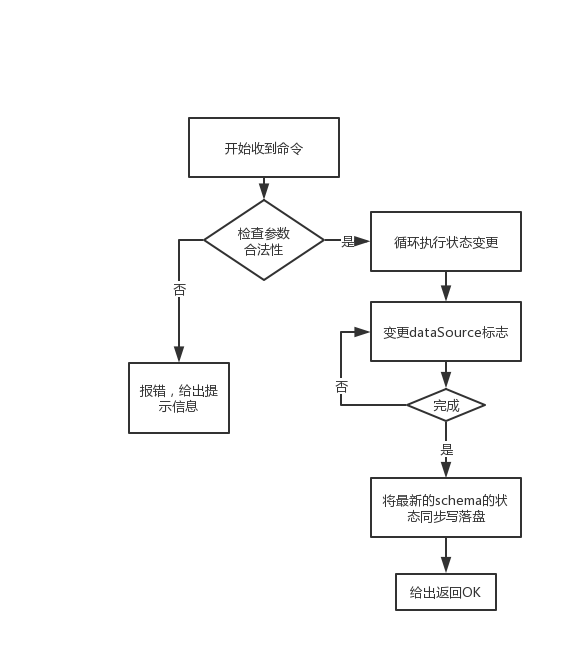 开始收到命令
检查参数
合法性
是
循环执行状态变更
否
变更dataSource标志
报错，给出提
示信息
否
完成
是
将最新的schema的状
态同步写落盘
给出返回OK